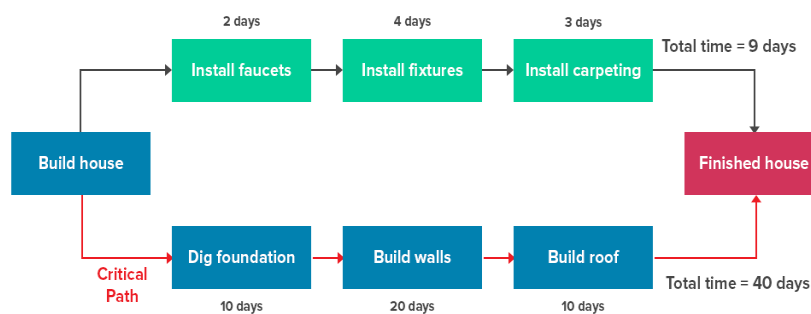 2 days
4 days
3 days
Install faucets
Install fixtures
Install carpeting
Total time = 9 days
Build house
Finished house
Critical
Path
Dig foundation
Build walls
Build roof
Total time = 40 days
10 days
20 days
10 days